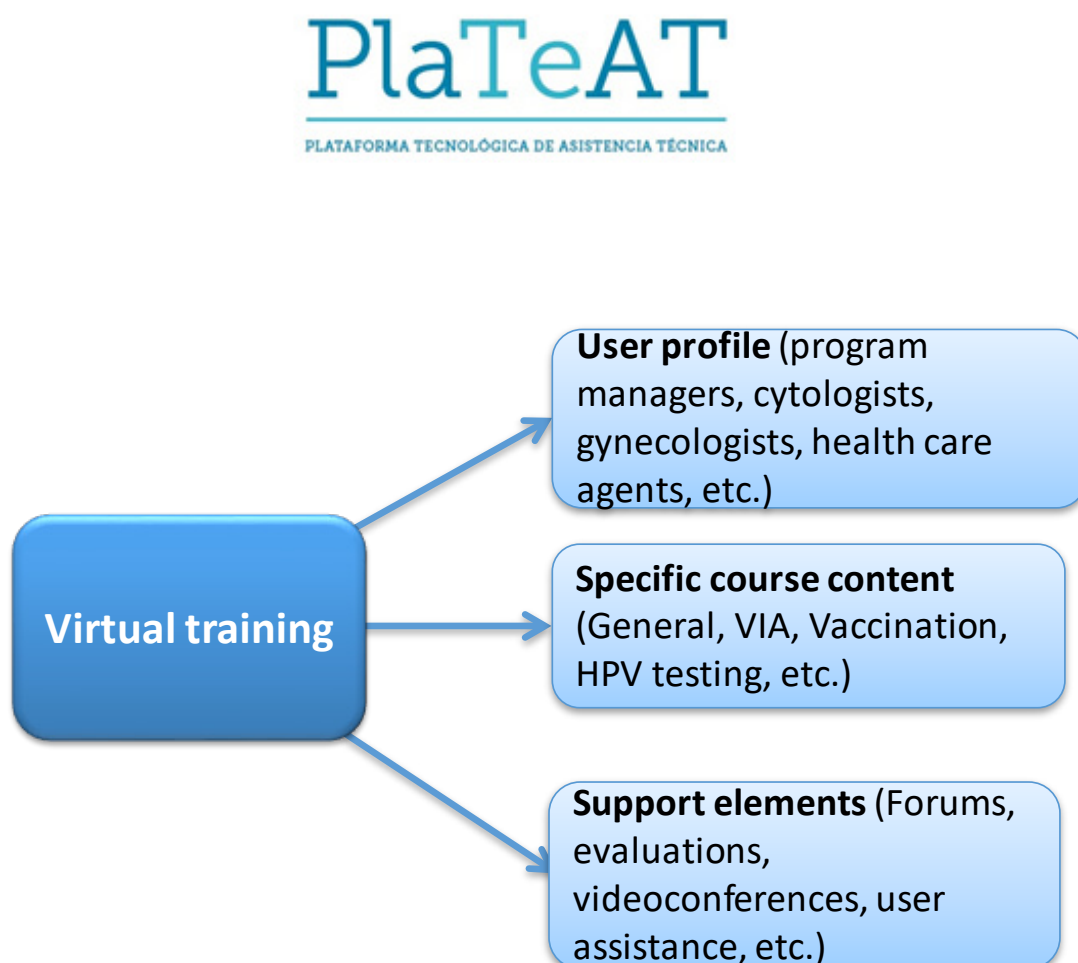 PlaTeAT
PLATAFORMA TECNOLÓGICA DE ASISTENCIA TÉCNICA
User profile (program
managers, cytologists,
gynecologists, health care
agents, etc.)
Virtual training
Specific course content
(General, VIA, Vaccination,
HPV testing, etc.)
Support elements (Forums,
evaluations,
videoconferences, user
assistance, etc.)